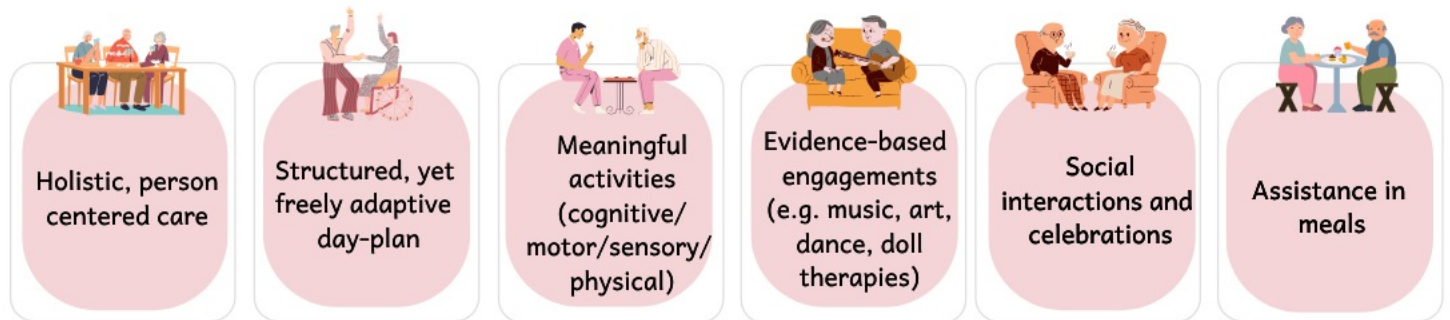 Holistic, person
centered care
Structured, yet
freely adaptive
day-plan
Meaningful
activities
(cognitive/
motor/sensory/
physical)
Evidence-based
engagements
(e.g. music, art,
dance, doll
therapies)
Social
interactions and
celebrations
Assistance in
meals